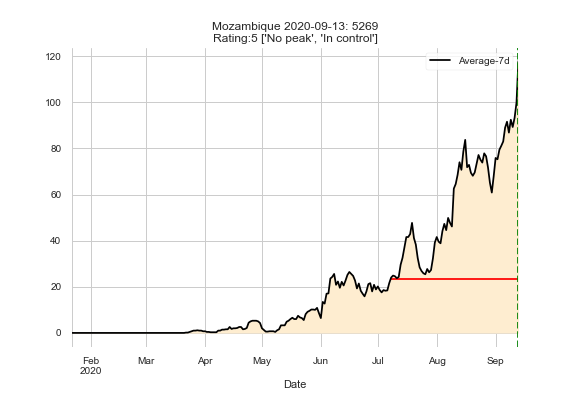 Mozambique 2020-09-13: 5269
Rating:5 ['No peak', 'In control']
Average-7d
120
100
80
60
40
20
0
Feb Mar Apr May Jun Jul Aug Sep
2020
Date